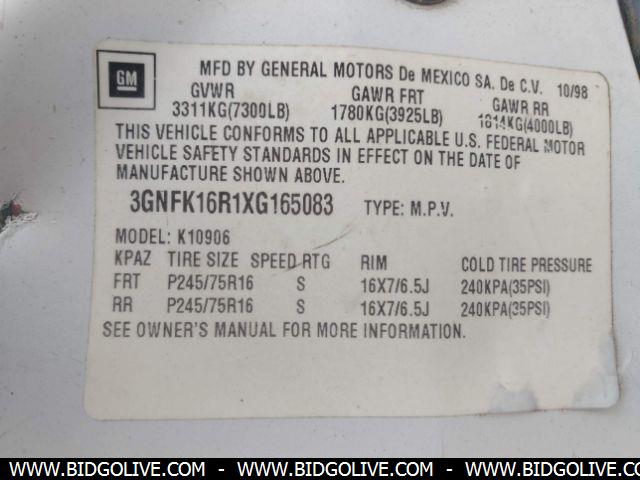 GM
MFD BY GENERAL MOTORS De MEXICO SA. De C.V. 10/98
GVWR GAWR FRT GAWR RR
3311KG(7300LB) 1780KG(3925LB) 1814KG(4000LB)
THIS VEHICLE CONFORMS TO ALL APPLICABLE U.S. FEDERAL MOTOR
VEHICLE SAFETY STANDARDS IN EFFECT ON THE DATE OF
MANUFACTURE SHOWN ABOVE.
3GNFK16R1XG165083 TYPE: M.P.V.
MODEL: K10906
KPAZ TIRE SIZE SPEED RTG RIM COLD TIRE PRESSURE
FRT P245/75R16 S 16X7/6.5J 240KPA(35PSI)
RR P245/75R16 S 16X7/6.5J 240KPA(35PSI)
SEE OWNER'S MANUAL FOR MORE INFORMATION.
WWW.BIDGOLIVE.COM - WWW.BIDGOLIVE.COM - WWW.BIDGOLIVE.COM